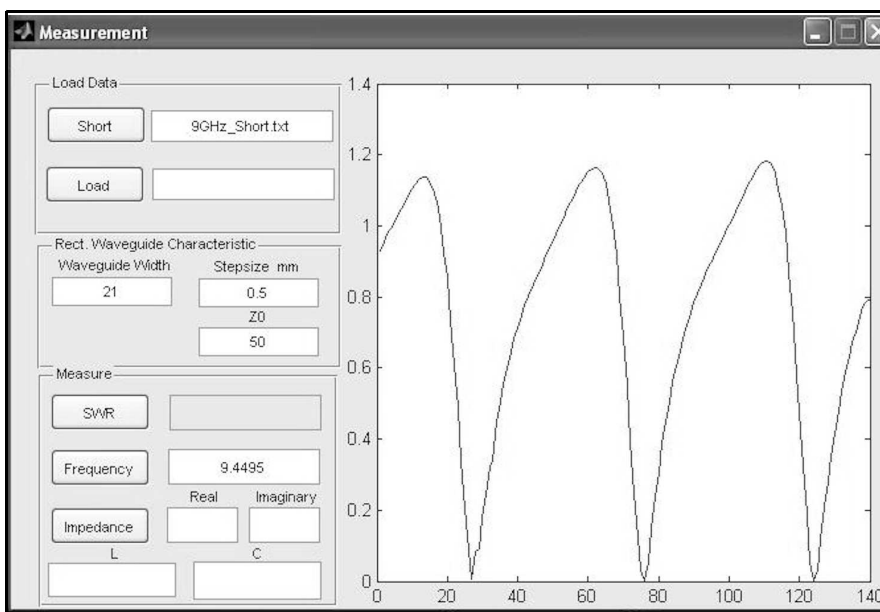 Measurement
Load Data
Short
9GHz_Short.txt
Load
Rect. Waveguide Characteristic
Waveguide Width
Stepsize mm
21
0.5
Z0
50
Measure
SWR
Frequency
9.4495
Real
Imaginary
Impedance
L
C
1.4
1.2
1
0.8
0.6
0.4
0.2
0
0
20
40
60
80
100
120
140